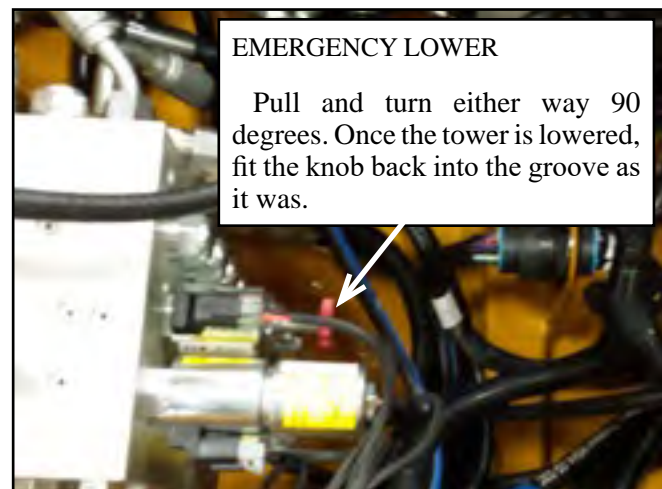 EMERGENCY LOWER
Pull and turn either way 90
degrees. Once the tower is lowered,
fit the knob back into the groove as
it was.